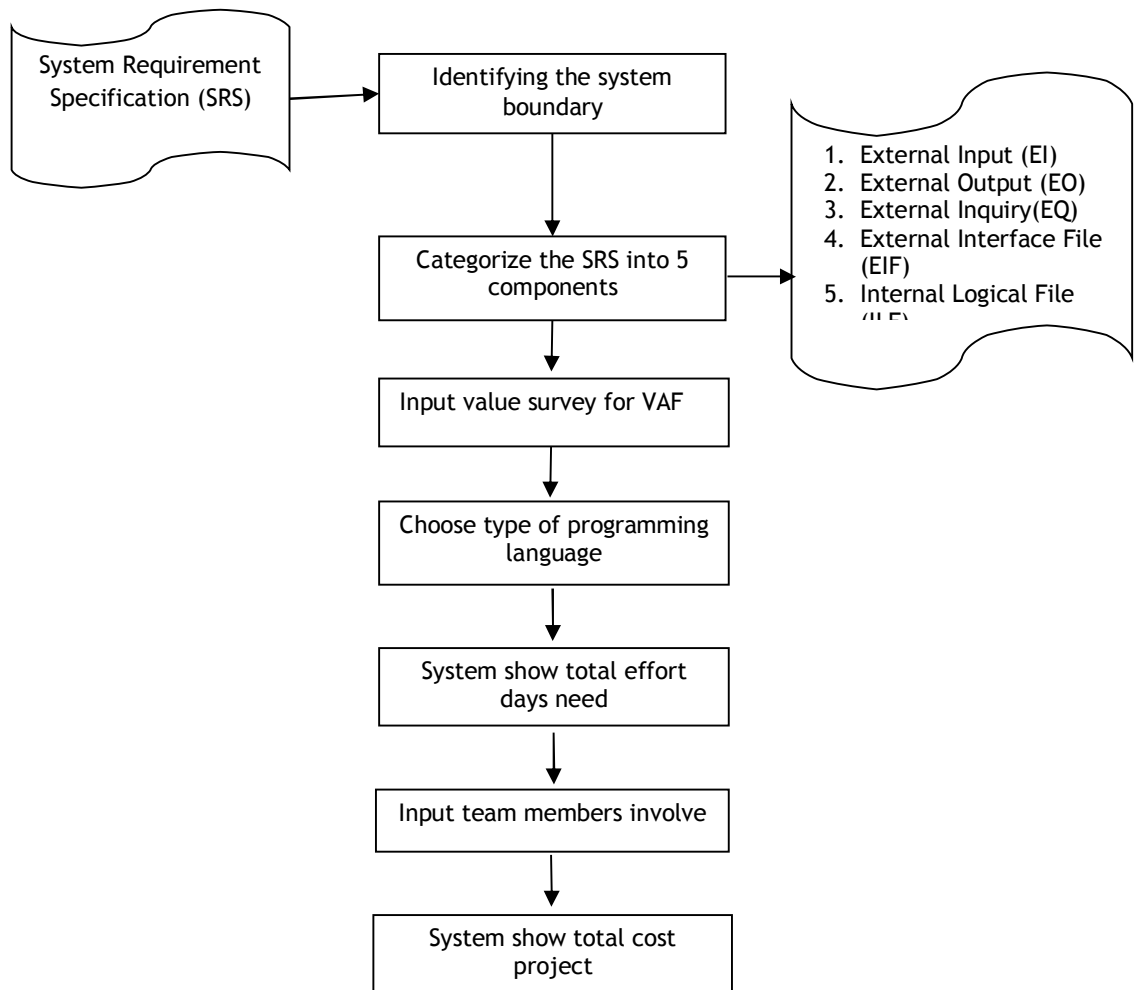 System Requirement
Specification (SRS)
Identifying the system
boundary
1. External Input (EI)
2. External Output (EO)
3. External Inquiry(EQ)
4. External Interface File
(EIF)
5. Internal Logical File
Categorize the SRS into 5
components
Input value survey for VAF
Choose type of programming
language
System show total effort
days need
Input team members involve
System show total cost
project